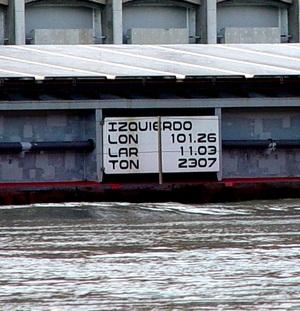 IZQUIERDO
LON 101.26
LAR 11.03
TON 2307